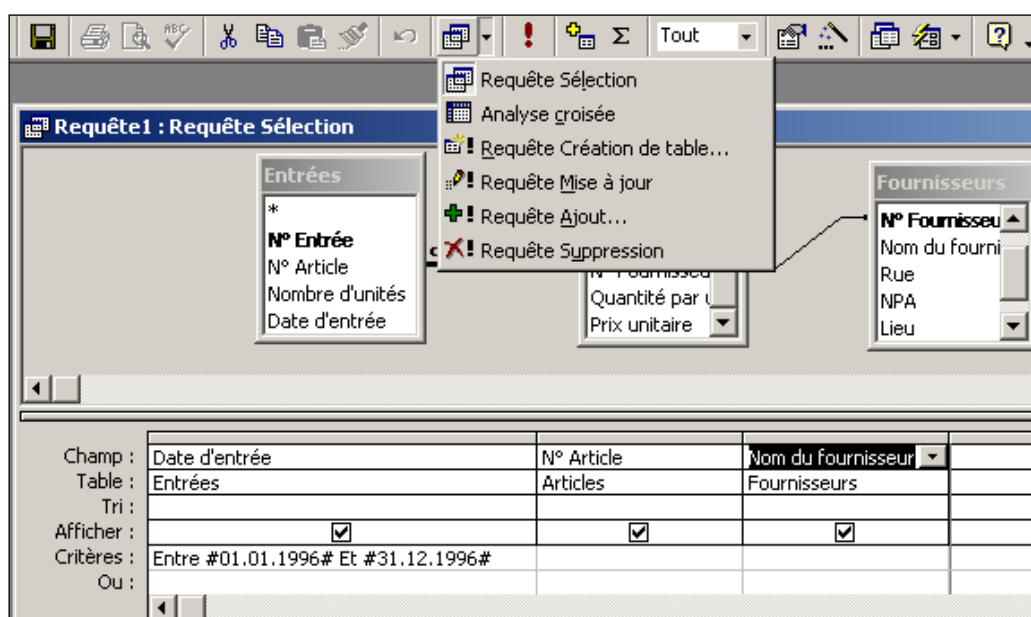 ABC
Σ Tout
Requête Sélection
Analyse croisée
Requête Création de table...
Requête Mise à jour
Requête Ajout...
Requête Suppression
Requête1 : Requête Sélection
Entrées
*
N° Entrée
N° Article
Nombre d'unités
Date d'entrée
Quantité par
Prix unitaire
Fournisseurs
N° Fournisseu
Nom du fourni
Rue
NPA
Lieu
Champ : Date d'entrée N° Article Nom du fournisseur
Table : Entrées Articles Fournisseurs
Tri :
Afficher :
Critères : Entre #01.01.1996# Et #31.12.1996#
Ou :